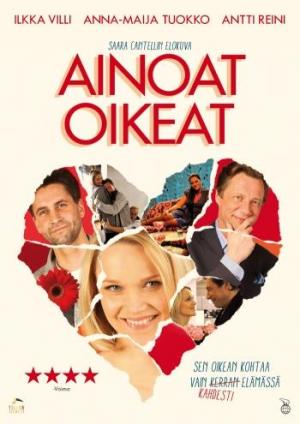 ILKKA VILLI ANNA-MAIJA TUOKKO ANTTI REINI
SAARA CANTELLIN ELOKUVA
AINOAT
OIKEAT
★★★★
-Voima
SEN OIKEAN KOHTAA
VAIN KERRAN ELÄMÄSSÄ
KAHDESTI